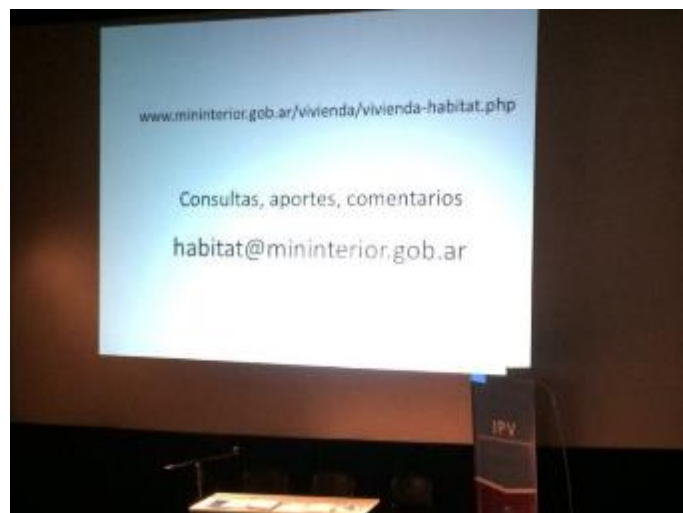 www.mininterior.gob.ar/vivienda/vivienda-habitat.php
Consultas, aportes, comentarios
habitat@mininterior.gob.ar
IPV